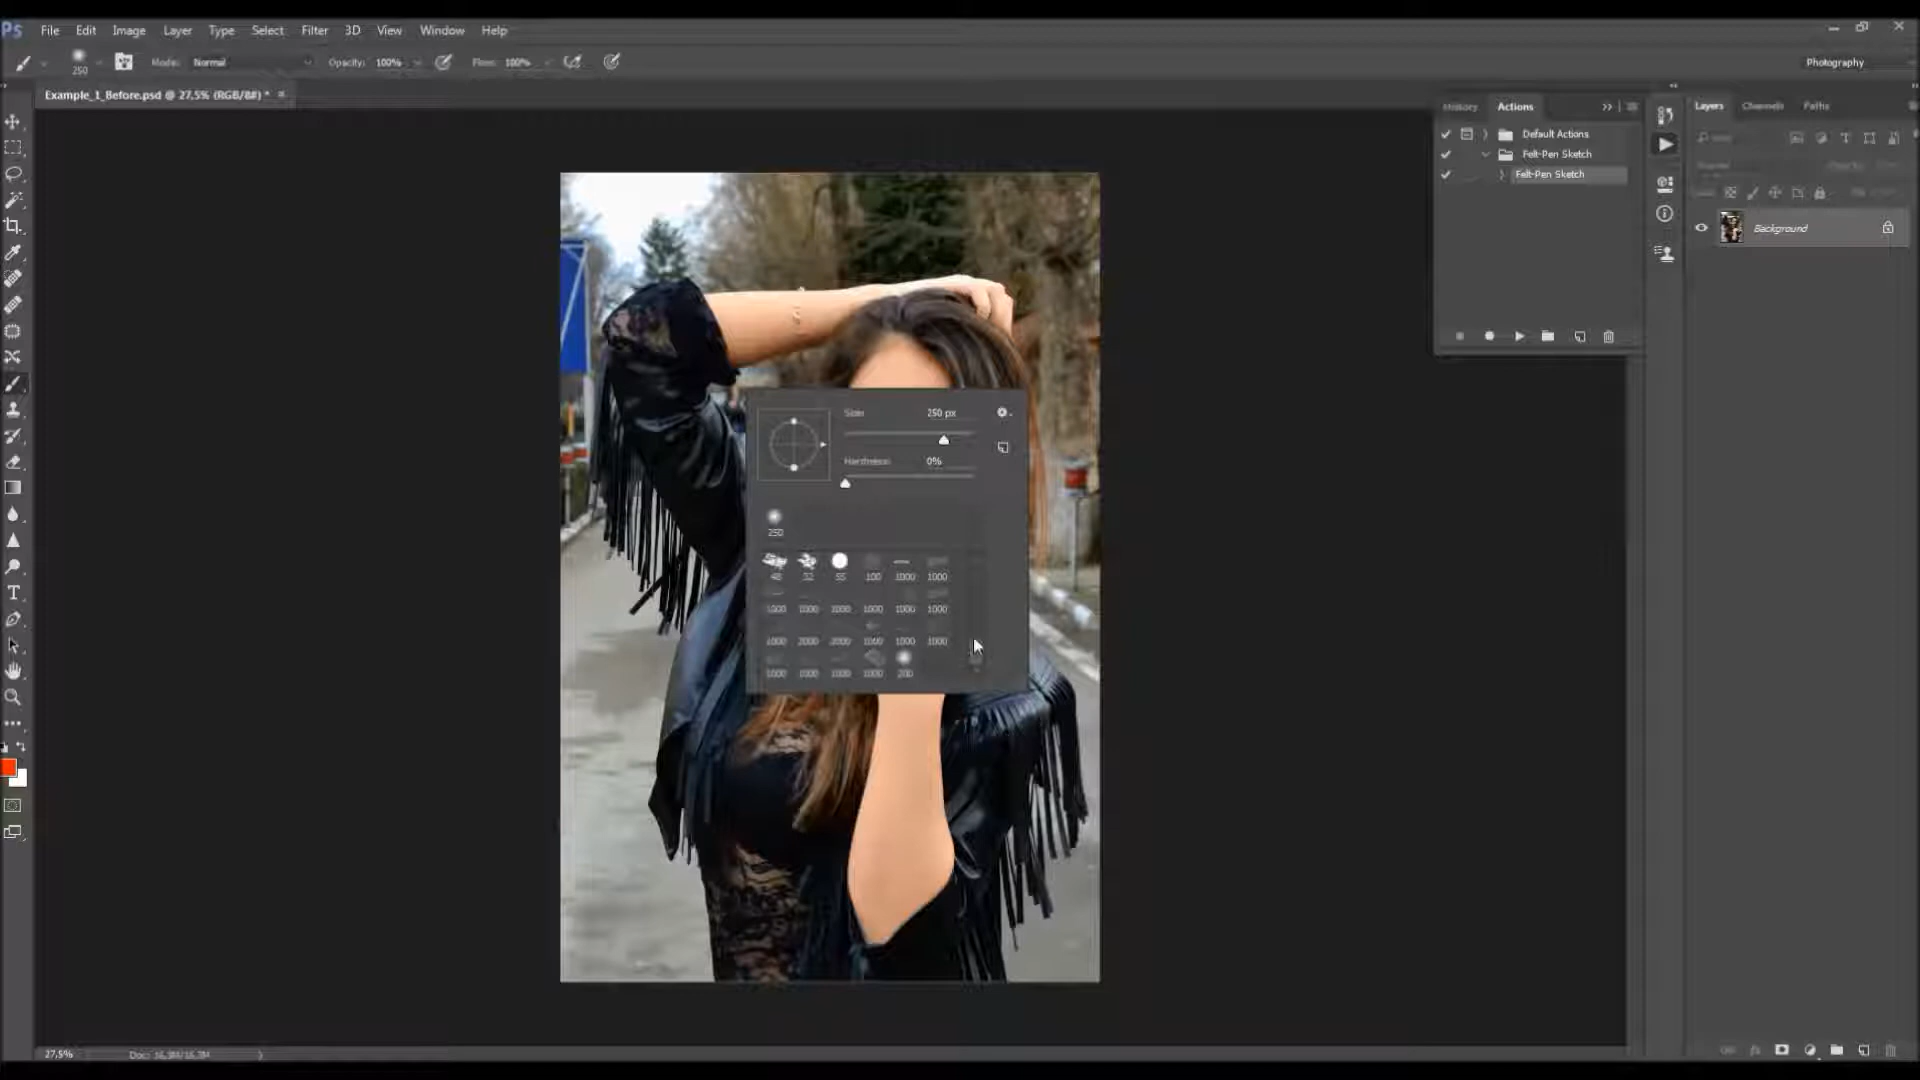 Ps File Edit Image Layer Type Select Filter 3D View Window Help
250 Mode: Normal Opacity: 100% Flow: 100% Photography
Example_1_Before.psd @ 27,5% (RGB/8#) * ×
History Actions
Default Actions
Felt-Pen Sketch
Felt-Pen Sketch
Layers Channels Paths
Background
Size: 250 px
Hardness: 0%
250
48 32 55 100 1000 1000
1000 1000 1000 1000 1000 1000
1000 2000 2000 1000 1000 1000
1000 1000 1000 1000 200
27,5% Doc: 16,9M/16,7M